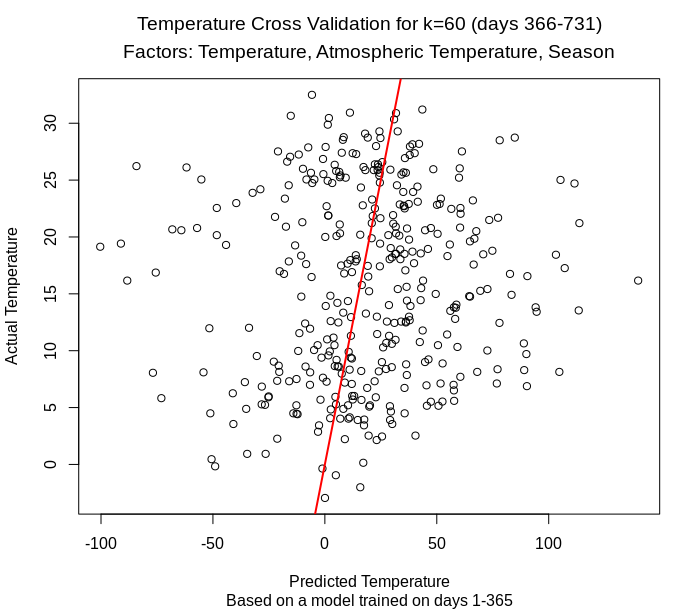 Temperature Cross Validation for k=60 (days 366-731)
Factors: Temperature, Atmospheric Temperature, Season
Actual Temperature
30
25
20
15
10
5
0
-100
-50
0
50
100
Predicted Temperature
Based on a model trained on days 1-365